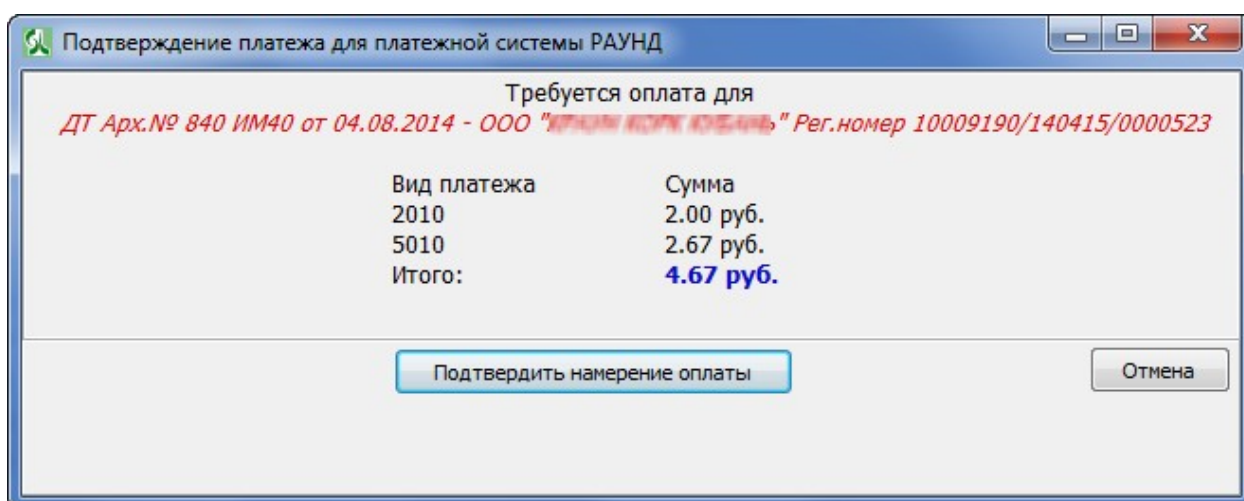 Подтверждение платежа для платежной системы РАУНД
Требуется оплата для
ДТ Арх.№ 840 ИМ40 от 04.08.2014 - ООО " " Рег.номер 10009190/140415/0000523
Вид платежа Сумма
2010 2.00 руб.
5010 2.67 руб.
Итого: 4.67 руб.
Подтвердить намерение оплаты Отмена